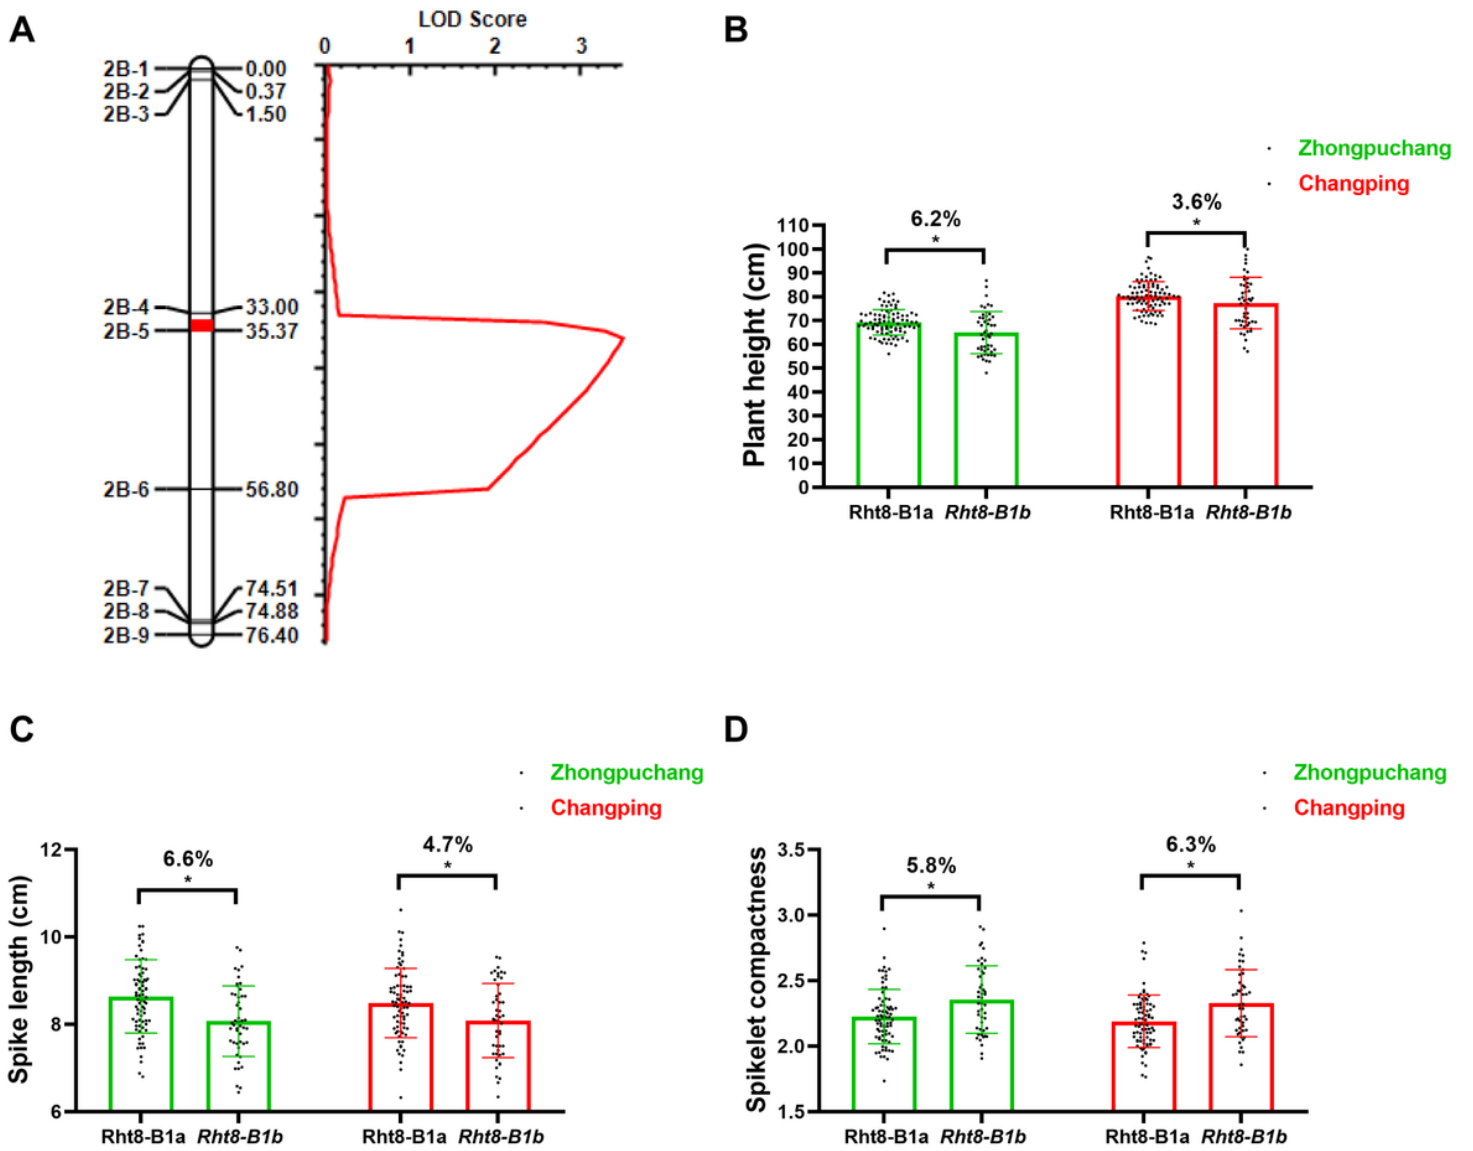 A
LOD Score
0 1 2 3
2B-1 0.00
2B-2 0.37
2B-3 1.50
2B-4 33.00
2B-5 35.37
2B-6 56.80
2B-7 74.51
2B-8 74.88
2B-9 76.40
B
Zhongpuchang
Changping
Plant height (cm)
110
100
90
80
70
60
50
40
30
20
10
0
6.2%
*
3.6%
*
Rht8-B1a Rht8-B1b Rht8-B1a Rht8-B1b
C
Zhongpuchang
Changping
Spike length (cm)
12
10
8
6
6.6%
*
4.7%
*
Rht8-B1a Rht8-B1b Rht8-B1a Rht8-B1b
D
Zhongpuchang
Changping
Spikelet compactness
3.5
3.0
2.5
2.0
1.5
5.8%
*
6.3%
*
Rht8-B1a Rht8-B1b Rht8-B1a Rht8-B1b